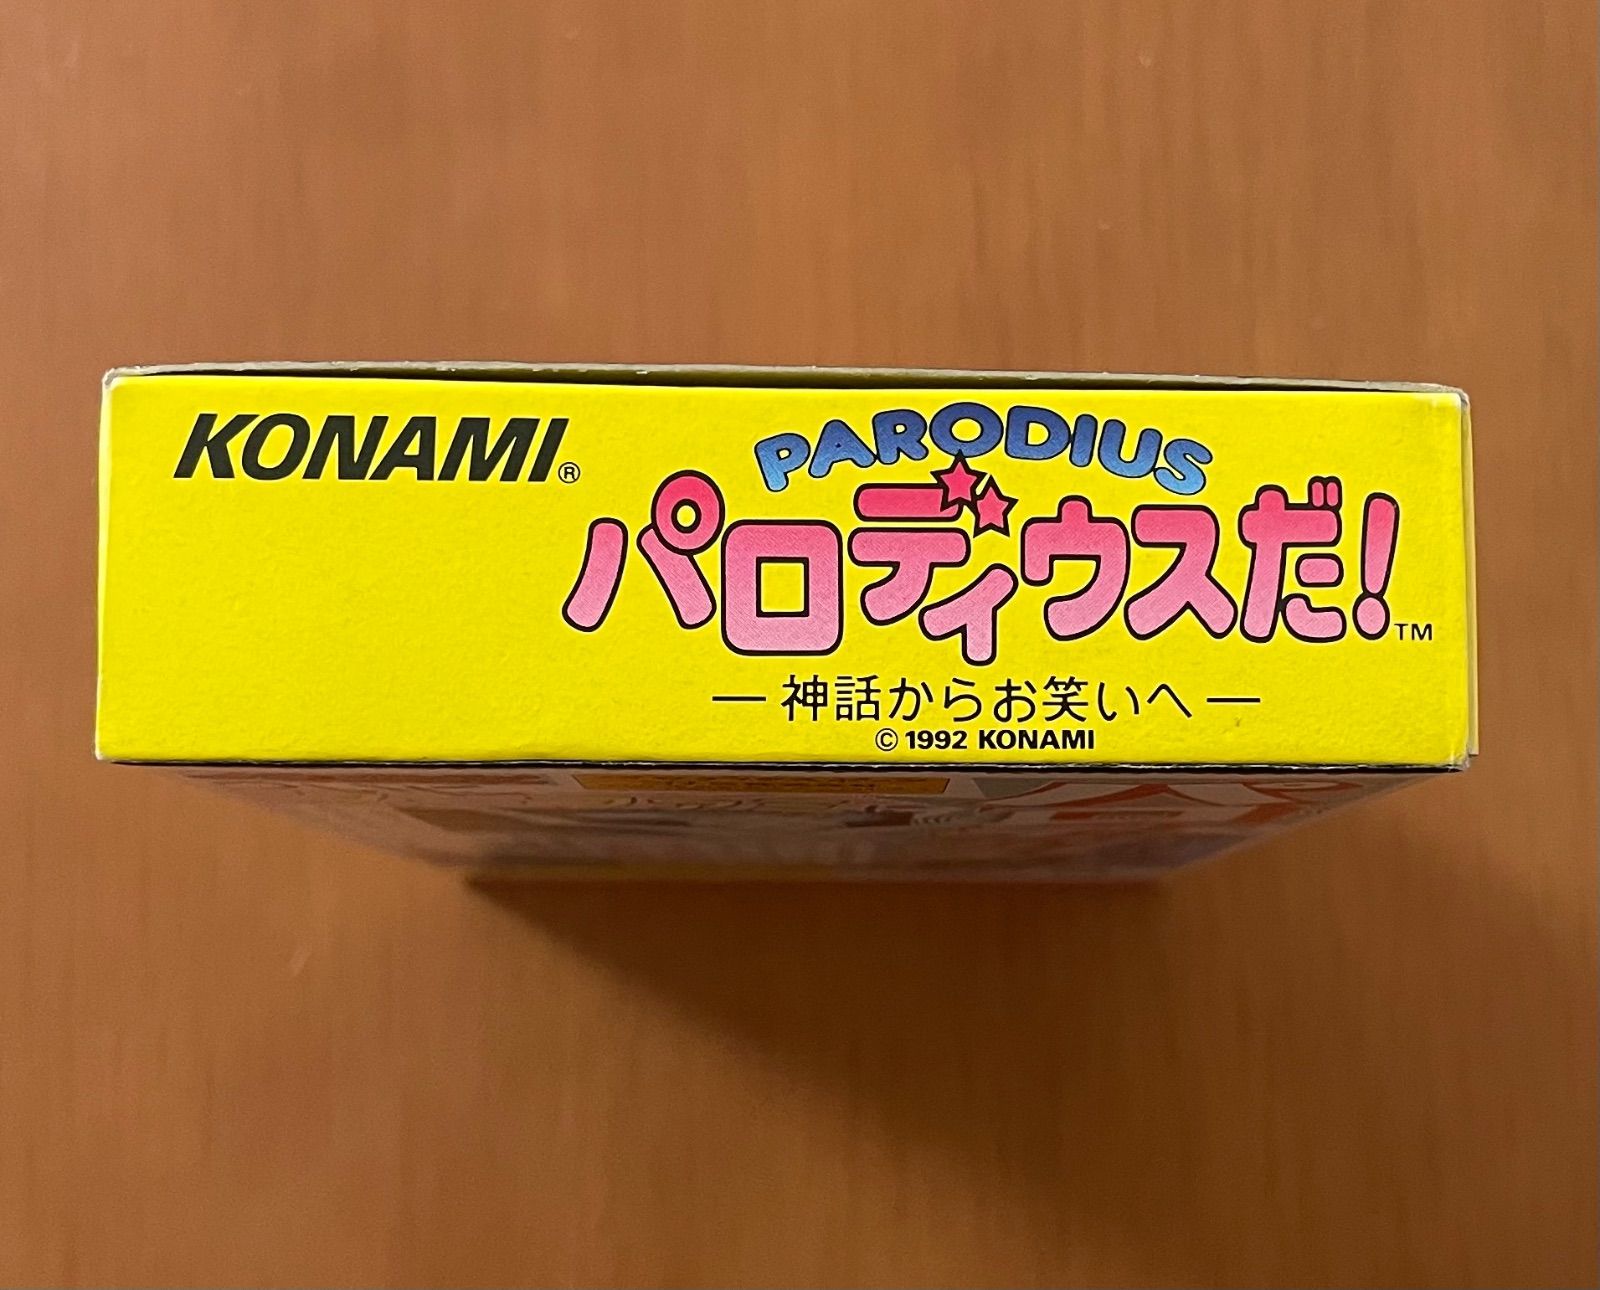 KONAMI®
PARODIUS
パロディウスだ!™
—神話からお笑いへ—
© 1992 KONAMI